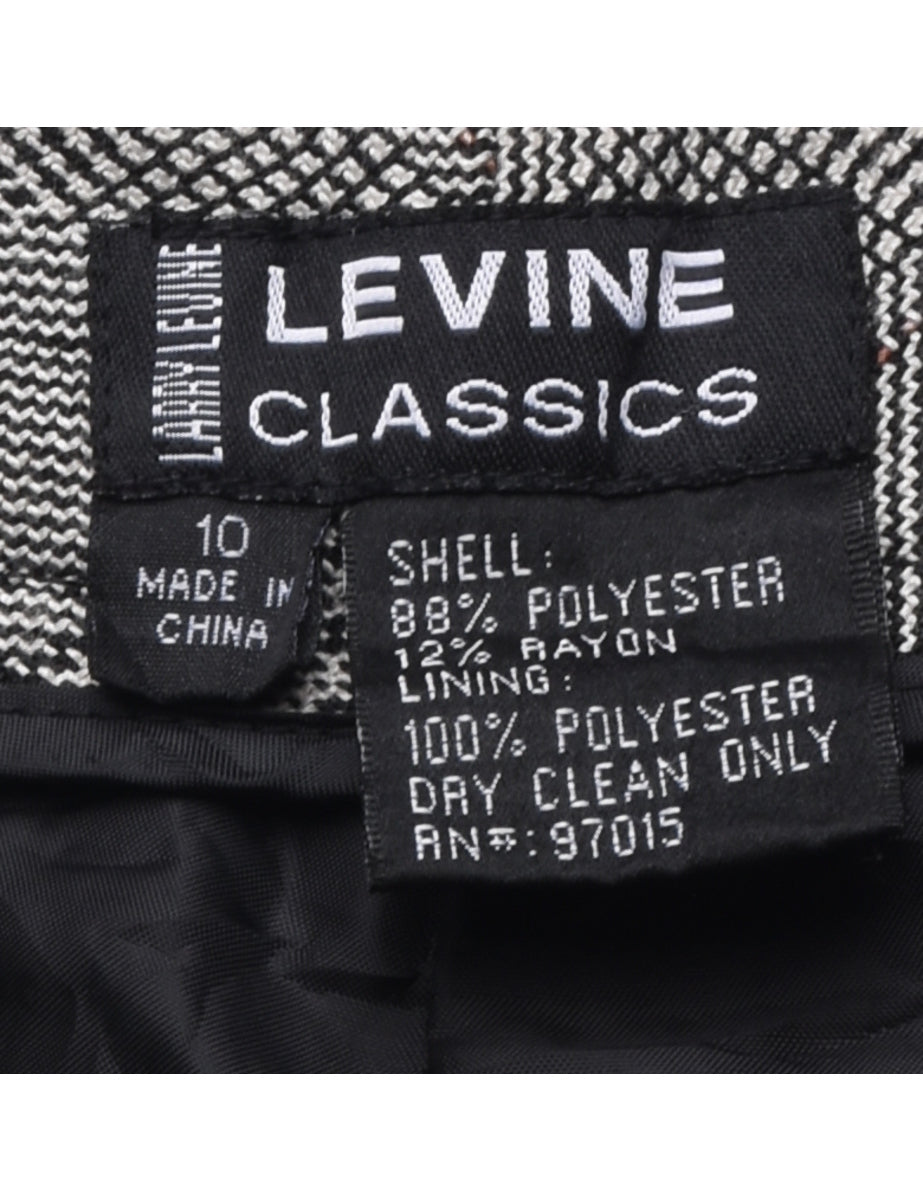 LARRY LEVINE
LEVINE
CLASSICS
10
MADE IN
CHINA
SHELL:
88% POLYESTER
12% RAYON
LINING:
100% POLYESTER
DRY CLEAN ONLY
RN#: 97015